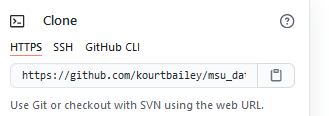 Clone
HTTPS SSH GitHub CLI
https://github.com/kourtbailey/msu_da
Use Git or checkout with SVN using the web URL.